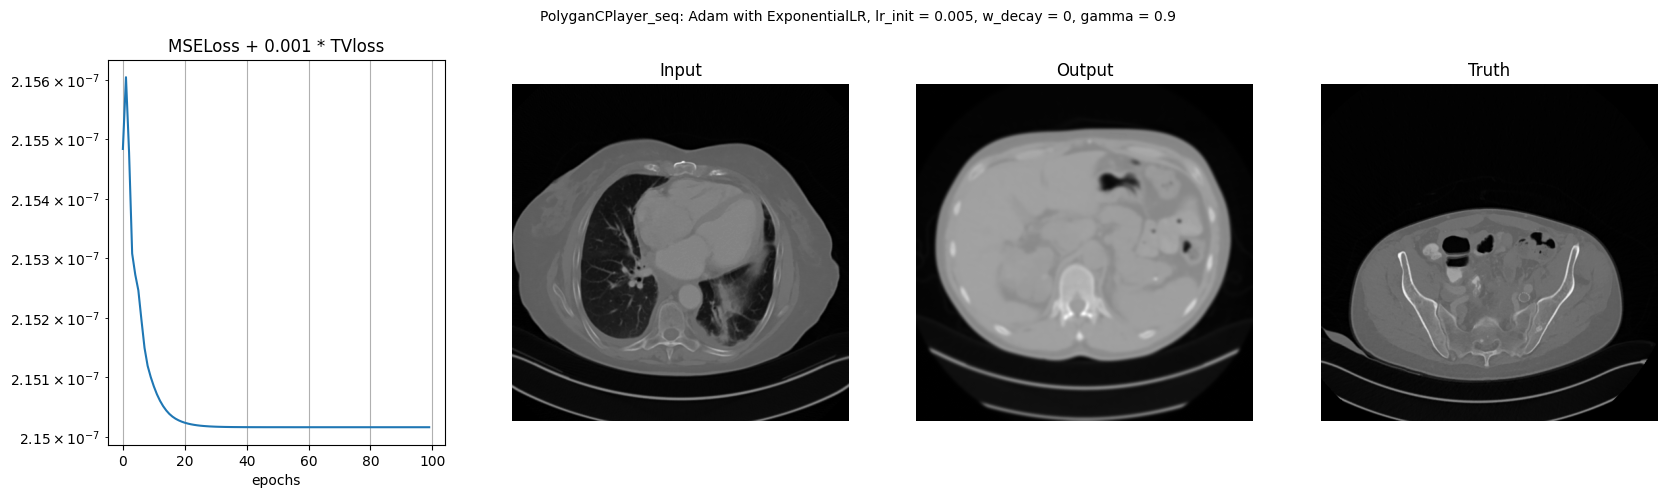 PolyganCPlayer_seq: Adam with ExponentialLR, lr_init = 0.005, w_decay = 0, gamma = 0.9
MSELoss + 0.001 * TVloss
2.156 × 10⁻⁷
2.155 × 10⁻⁷
2.154 × 10⁻⁷
2.153 × 10⁻⁷
2.152 × 10⁻⁷
2.151 × 10⁻⁷
2.15 × 10⁻⁷
0 20 40 60 80 100
epochs
Input
Output
Truth